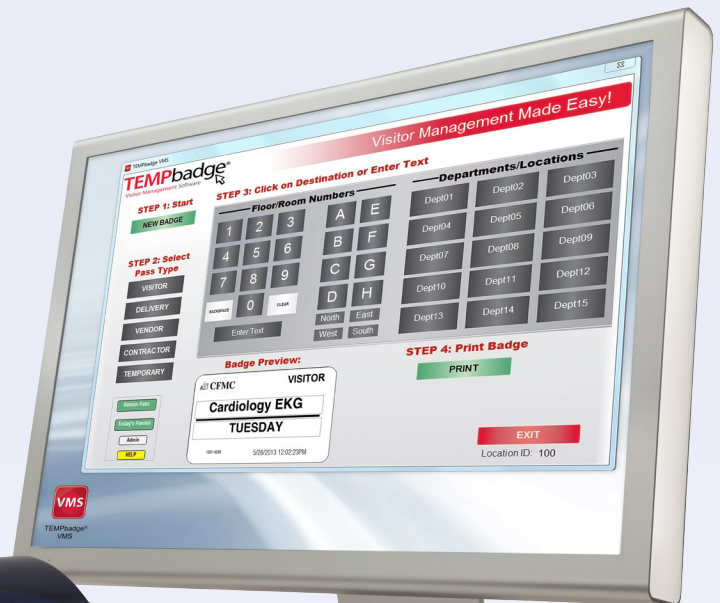 TEMPbadge VMS
Visitor Management Made Easy!
TEMPbadge®
Visitor Management Software
STEP 1: Start
NEW BADGE
STEP 2: Select
Pass Type
VISITOR
DELIVERY
VENDOR
CONTRACTOR
TEMPORARY
Return Pass
Today's Passes
Admin
HELP
STEP 3: Click on Destination or Enter Text
Floor/Room Numbers
1 2 3 A E
4 5 6 B F
7 8 9 C G
BACKSPACE 0 CLEAR D H
North East
Enter Text West South
Departments/Locations
Dept01 Dept02 Dept03
Dept04 Dept05 Dept06
Dept07 Dept08 Dept09
Dept10 Dept11 Dept12
Dept13 Dept14 Dept15
Badge Preview:
CFMC VISITOR
Cardiology EKG
TUESDAY
5/28/2013 12:02:23PM
STEP 4: Print Badge
PRINT
EXIT
Location ID: 100
VMS
TEMPbadge®
VMS